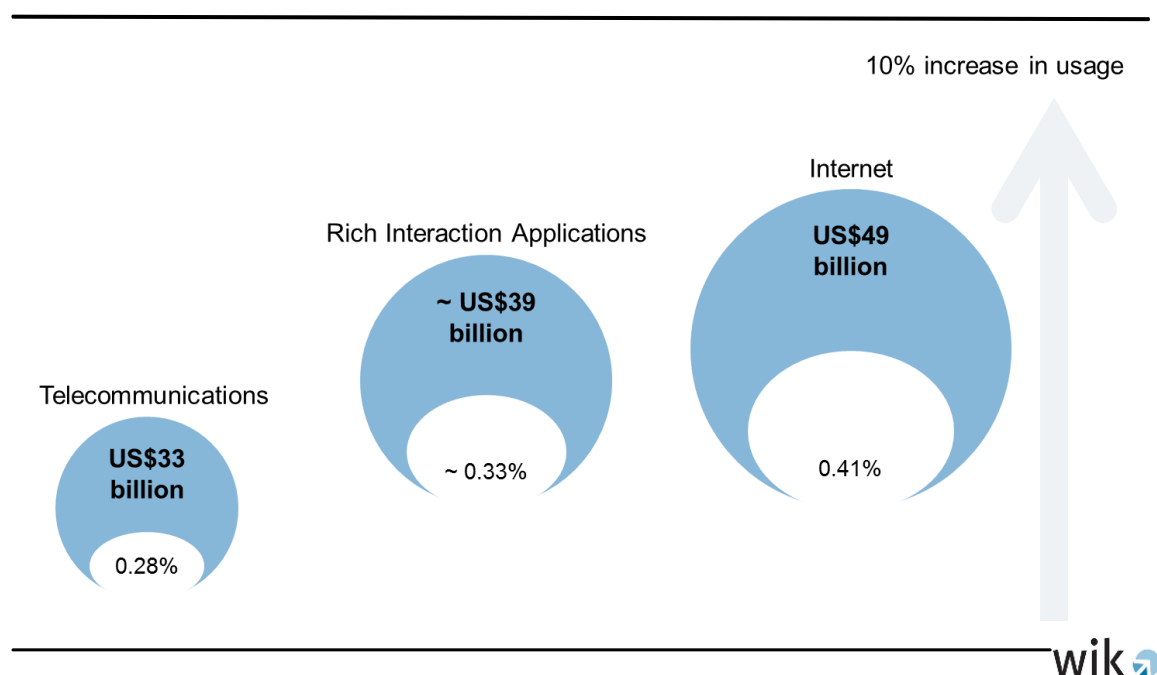 10% increase in usage
Internet
US$49
billion
0.41%
Rich Interaction Applications
~ US$39
billion
~ 0.33%
Telecommunications
US$33
billion
0.28%
wik